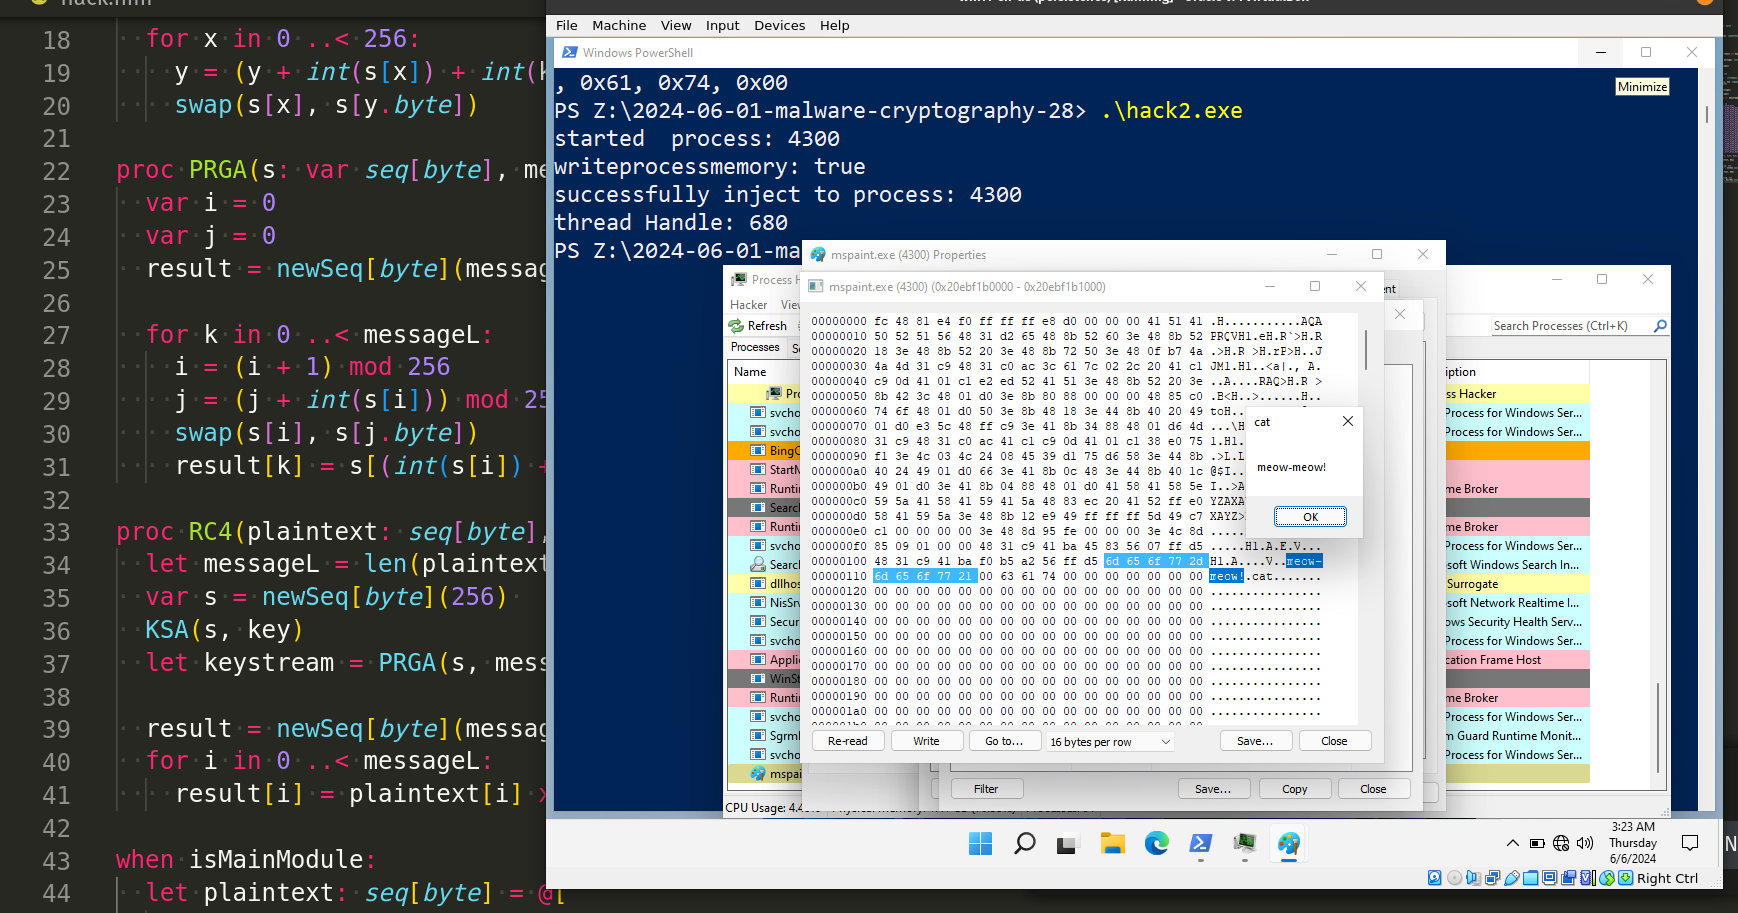 hack.nim
18 for x in 0 ..< 256:
19 y = (y + int(s[x]) + int(k
20 swap(s[x], s[y.byte])
21
22 proc PRGA(s: var seq[byte], me
23 var i = 0
24 var j = 0
25 result = newSeq[byte](messag
26
27 for k in 0 ..< messageL:
28 i = (i + 1) mod 256
29 j = (j + int(s[i])) mod 25
30 swap(s[i], s[j.byte])
31 result[k] = s[(int(s[i]) +
32
33 proc RC4(plaintext: seq[byte],
34 let messageL = len(plaintext
35 var s = newSeq[byte](256)
36 KSA(s, key)
37 let keystream = PRGA(s, mess
38
39 result = newSeq[byte](messag
40 for i in 0 ..< messageL:
41 result[i] = plaintext[i] x
42
43 when isMainModule:
44 let plaintext: seq[byte] = @[
File Machine View Input Devices Help
Windows PowerShell
Minimize
, 0x61, 0x74, 0x00
PS Z:\2024-06-01-malware-cryptography-28> .\hack2.exe
started  process: 4300
writeprocessmemory: true
successfully inject to process: 4300
thread Handle: 680
PS Z:\2024-06-01-ma
mspaint.exe (4300) Properties
Process H
mspaint.exe (4300) (0x20ebf1b0000 - 0x20ebf1b1000)
Hacker Vie
Refresh
Search Processes (Ctrl+K)
Processes
Name
00000000 fc 48 81 e4 f0 ff ff ff e8 d0 00 00 00 41 51 41 .H...........AQA
00000010 50 52 51 56 48 31 d2 65 48 8b 52 60 3e 48 8b 52 PRQVH1.eH.R`>H.R
00000020 18 3e 48 8b 52 20 3e 48 8b 72 50 3e 48 0f b7 4a .>H.R >H.rP>H..J
00000030 4a 4d 31 c9 48 31 c0 ac 3c 61 7c 02 2c 20 41 c1 JM1.H1..<a|., A.
00000040 c9 0d 41 01 c1 e2 ed 52 41 51 3e 48 8b 52 20 3e ..A....RAQ>H.R >
00000050 8b 42 3c 48 01 d0 3e 8b 80 88 00 00 00 48 85 c0 .B<H..>......H..
00000060 74 6f 48 01 d0 50 3e 8b 48 18 3e 44 8b 40 20 49 toH..
00000070 01 d0 e3 5c 48 ff c9 3e 41 8b 34 88 48 01 d6 4d ...\H
00000080 31 c9 48 31 c0 ac 41 c1 c9 0d 41 01 c1 38 e0 75 1.H1.
00000090 f1 3e 4c 03 4c 24 08 45 39 d1 75 d6 58 3e 44 8b .>L.L
000000a0 40 24 49 01 d0 66 3e 41 8b 0c 48 3e 44 8b 40 1c @$I..
000000b0 49 01 d0 3e 41 8b 04 88 48 01 d0 41 58 41 58 5e I..>A
000000c0 59 5a 41 58 41 59 41 5a 48 83 ec 20 41 52 ff e0 YZAXA
000000d0 58 41 59 5a 3e 48 8b 12 e9 49 ff ff ff 5d 49 c7 XAYZ>
000000e0 c1 00 00 00 00 3e 48 8d 95 fe 00 00 00 3e 4c 8d .....
000000f0 85 09 01 00 00 48 31 c9 41 ba 45 83 56 07 ff d5 .....H1.A.E.V...
00000100 48 31 c9 41 ba f0 b5 a2 56 ff d5 6d 65 6f 77 2d H1.A....V..meow-
00000110 6d 65 6f 77 21 00 63 61 74 00 00 00 00 00 00 00 meow!.cat.......
00000120 00 00 00 00 00 00 00 00 00 00 00 00 00 00 00 00 ................
00000130 00 00 00 00 00 00 00 00 00 00 00 00 00 00 00 00 ................
00000140 00 00 00 00 00 00 00 00 00 00 00 00 00 00 00 00 ................
00000150 00 00 00 00 00 00 00 00 00 00 00 00 00 00 00 00 ................
00000160 00 00 00 00 00 00 00 00 00 00 00 00 00 00 00 00 ................
00000170 00 00 00 00 00 00 00 00 00 00 00 00 00 00 00 00 ................
00000180 00 00 00 00 00 00 00 00 00 00 00 00 00 00 00 00 ................
00000190 00 00 00 00 00 00 00 00 00 00 00 00 00 00 00 00 ................
000001a0 00 00 00 00 00 00 00 00 00 00 00 00 00 00 00 00 ................
cat
meow-meow!
OK
Pro
svcho
svcho
BingC
StartM
Runti
Searc
Runti
svcho
Searc
dllhos
NisSrv
Secur
svcho
Applic
WinSt
Runti
svcho
Sgrml
svcho
mspai
iption
ss Hacker
Process for Windows Ser...
Process for Windows Ser...
me Broker
me Broker
Process for Windows Ser...
soft Windows Search In...
Surrogate
soft Network Realtime I...
ows Security Health Serv...
Process for Windows Ser...
cation Frame Host
me Broker
Process for Windows Ser...
m Guard Runtime Monit...
Process for Windows Ser...
Re-read Write Go to... 16 bytes per row Save... Close
Filter Save... Copy Close
CPU Usage: 4.4
3:23 AM
Thursday
6/6/2024
Right Ctrl